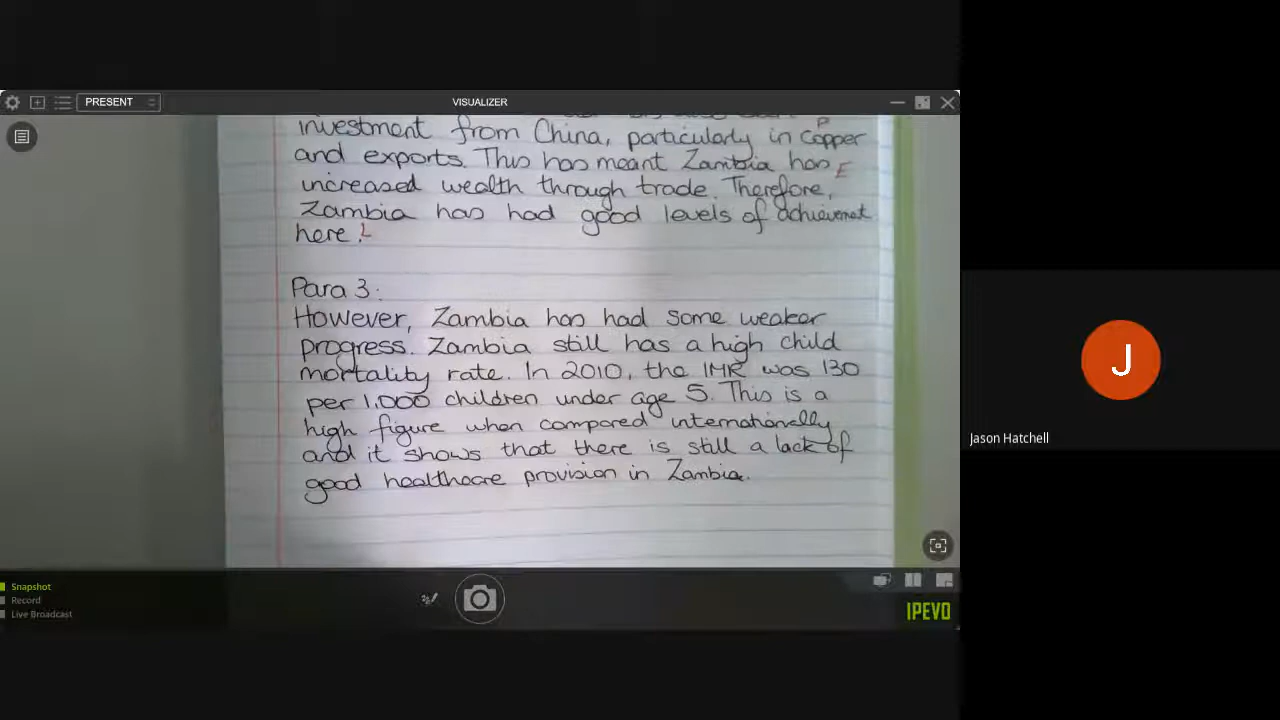 PRESENT
VISUALIZER
investment from China, particularly in Copper
P
and exports. This has meant Zambia has
E
increased wealth through trade. Therefore,
Zambia has had good levels of achievement
here. L
Para 3:
However, Zambia has had some weaker
progress. Zambia still has a high child
mortality rate. In 2010, the IMR was 130
per 1,000 children under age 5. This is a
high figure when compared internationally
and it shows that there is still a lack of
good healthcare provision in Zambia.
Snapshot
Record
Live Broadcast
IPEVO
J
Jason Hatchell